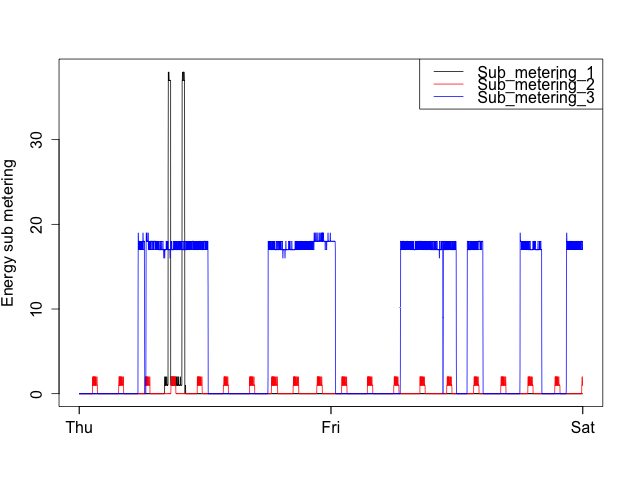 Sub_metering_1
Sub_metering_2
Sub_metering_3
Energy sub metering
30
20
10
0
Thu Fri Sat